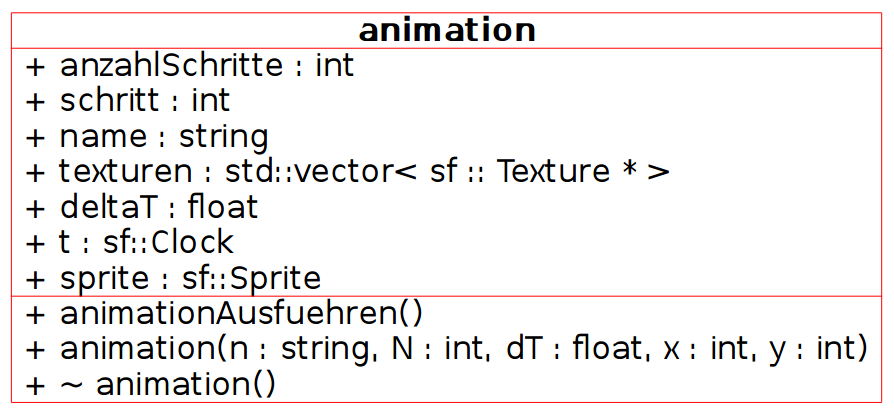 animation
+ anzahlSchritte : int
+ schritt : int
+ name : string
+ texturen : std::vector< sf :: Texture * >
+ deltaT : float
+ t : sf::Clock
+ sprite : sf::Sprite
+ animationAusfuehren()
+ animation(n : string, N : int, dT : float, x : int, y : int)
+ ~ animation()